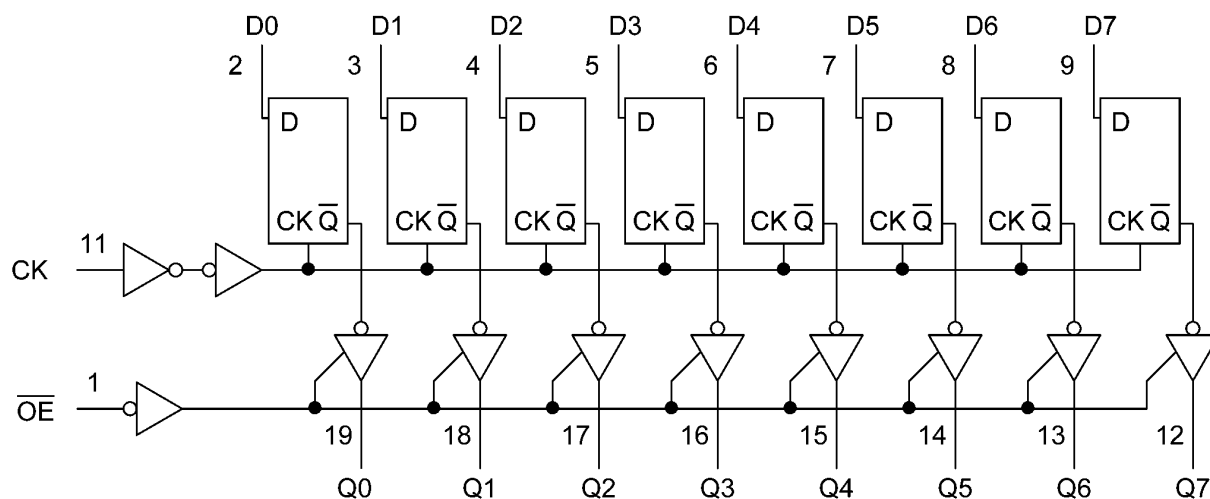 D0 D1 D2 D3 D4 D5 D6 D7
2 3 4 5 6 7 8 9
D D D D D D D D
CK Q̅ CK Q̅ CK Q̅ CK Q̅ CK Q̅ CK Q̅ CK Q̅ CK Q̅
11
CK
1
O̅E̅
19 18 17 16 15 14 13 12
Q0 Q1 Q2 Q3 Q4 Q5 Q6 Q7